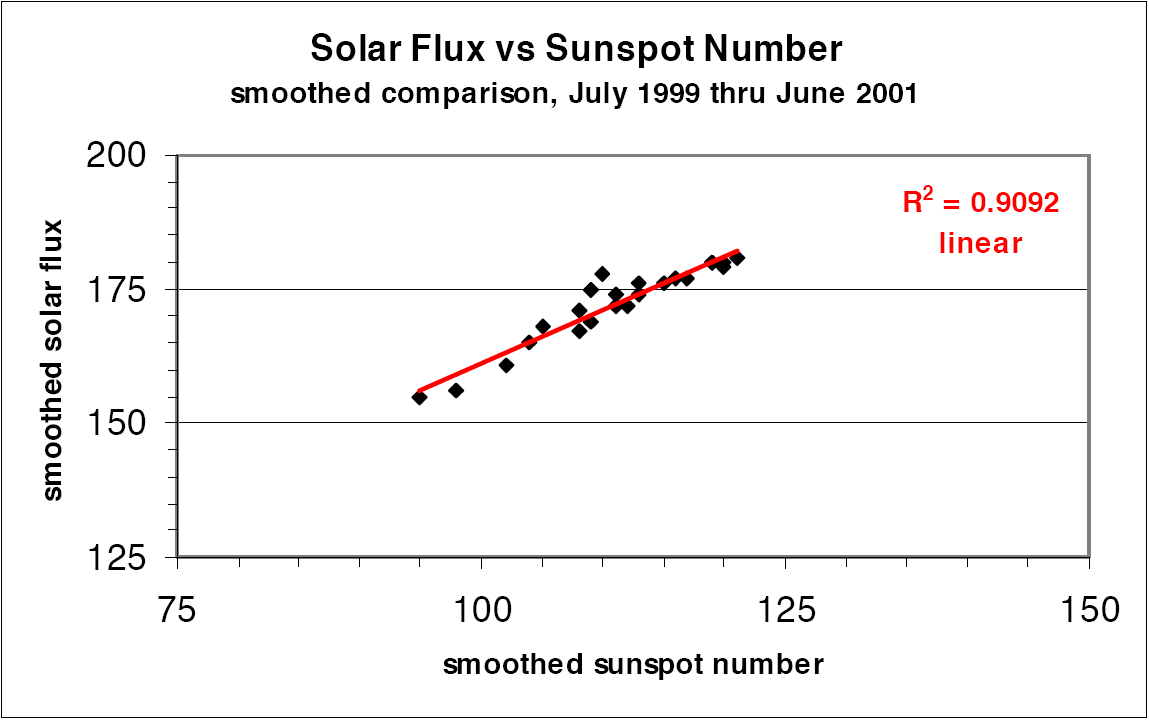 Solar Flux vs Sunspot Number
smoothed comparison, July 1999 thru June 2001
200
175
150
125
smoothed solar flux
R² = 0.9092
linear
75 100 125 150
smoothed sunspot number